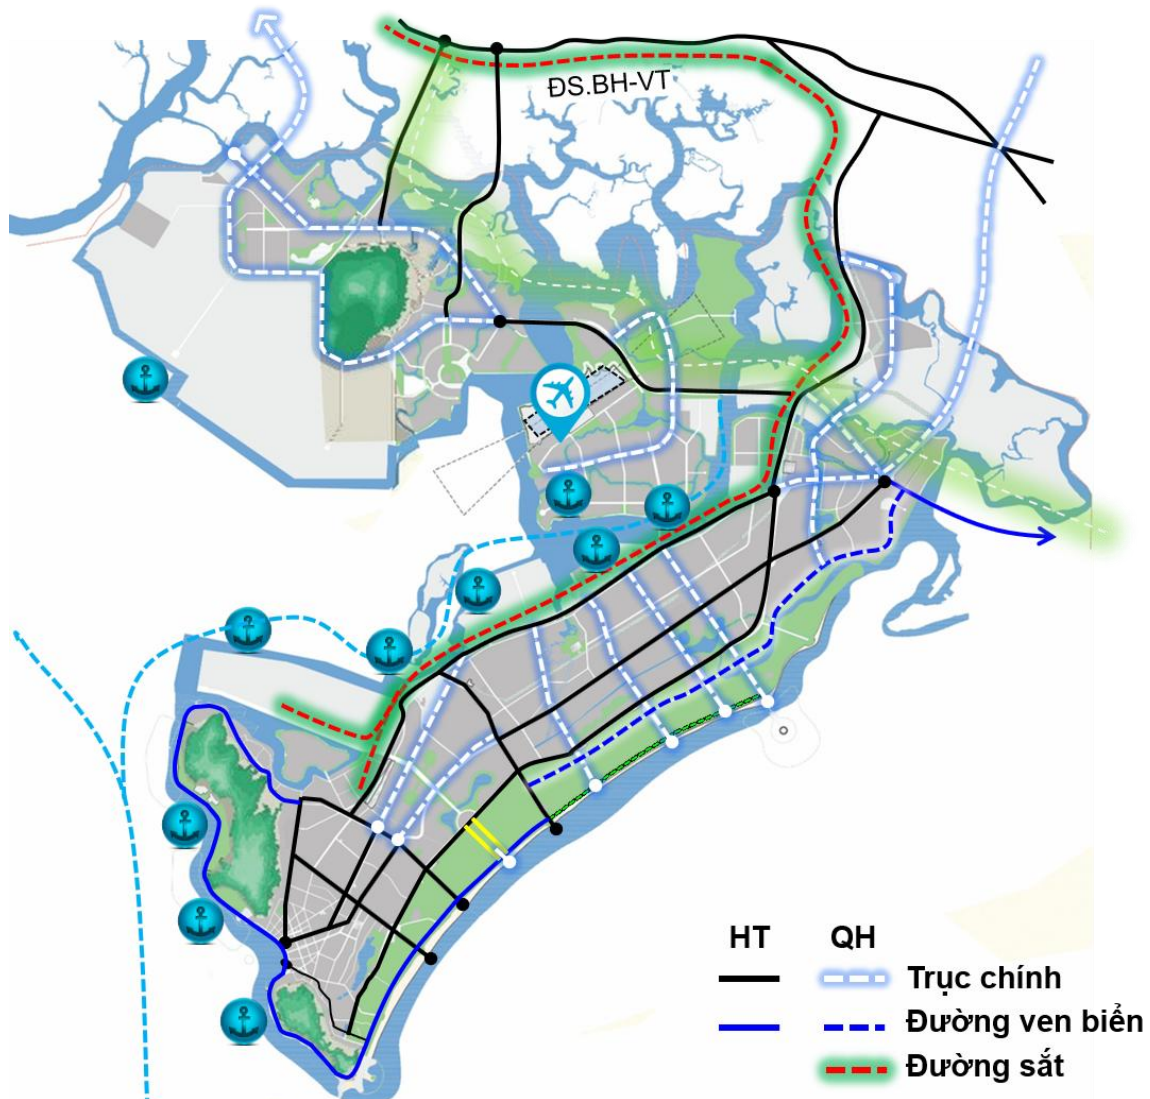 ĐS.BH-VT
HT QH
Trục chính
Đường ven biển
Đường sắt